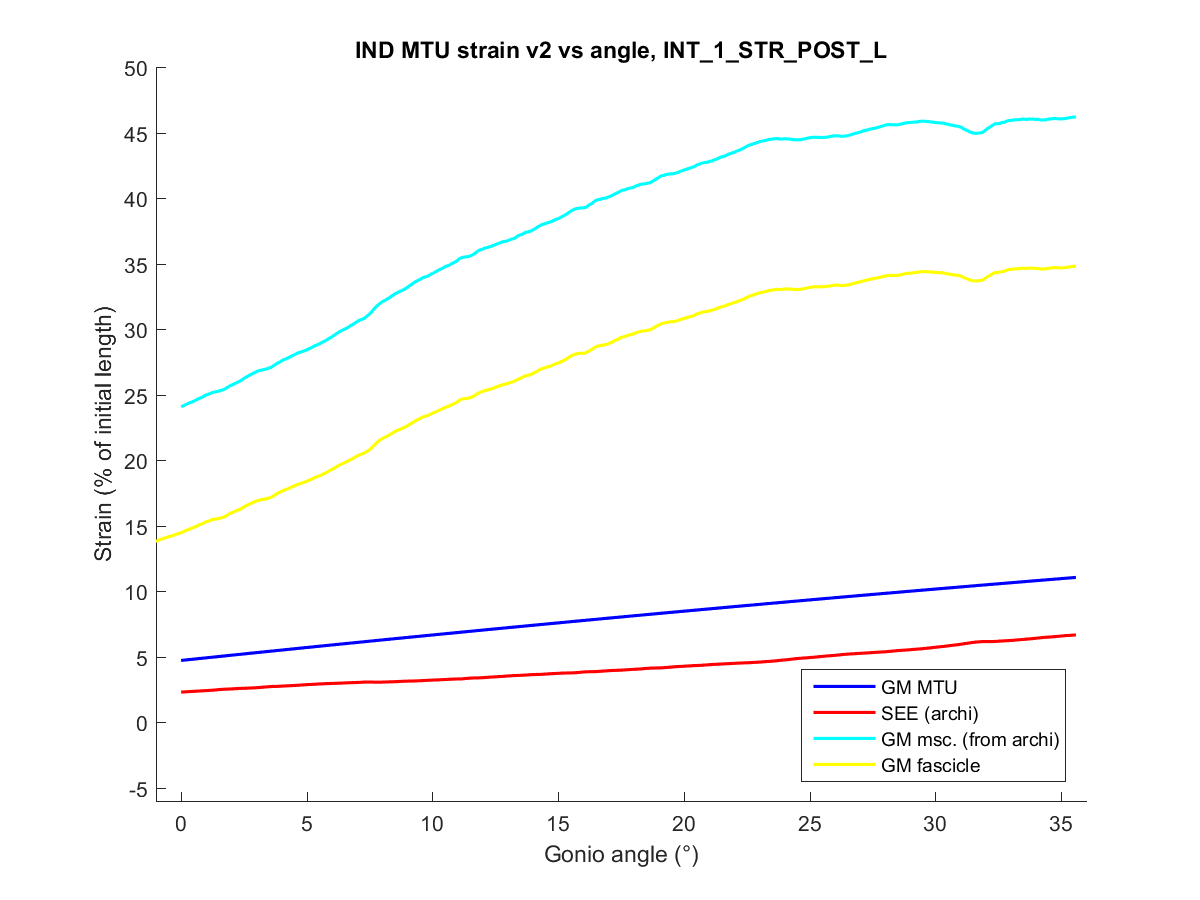 IND MTU strain v2 vs angle, INT_1_STR_POST_L
Strain (% of initial length)
50
45
40
35
30
25
20
15
10
5
0
-5
0 5 10 15 20 25 30 35
Gonio angle (°)
GM MTU
SEE (archi)
GM msc. (from archi)
GM fascicle